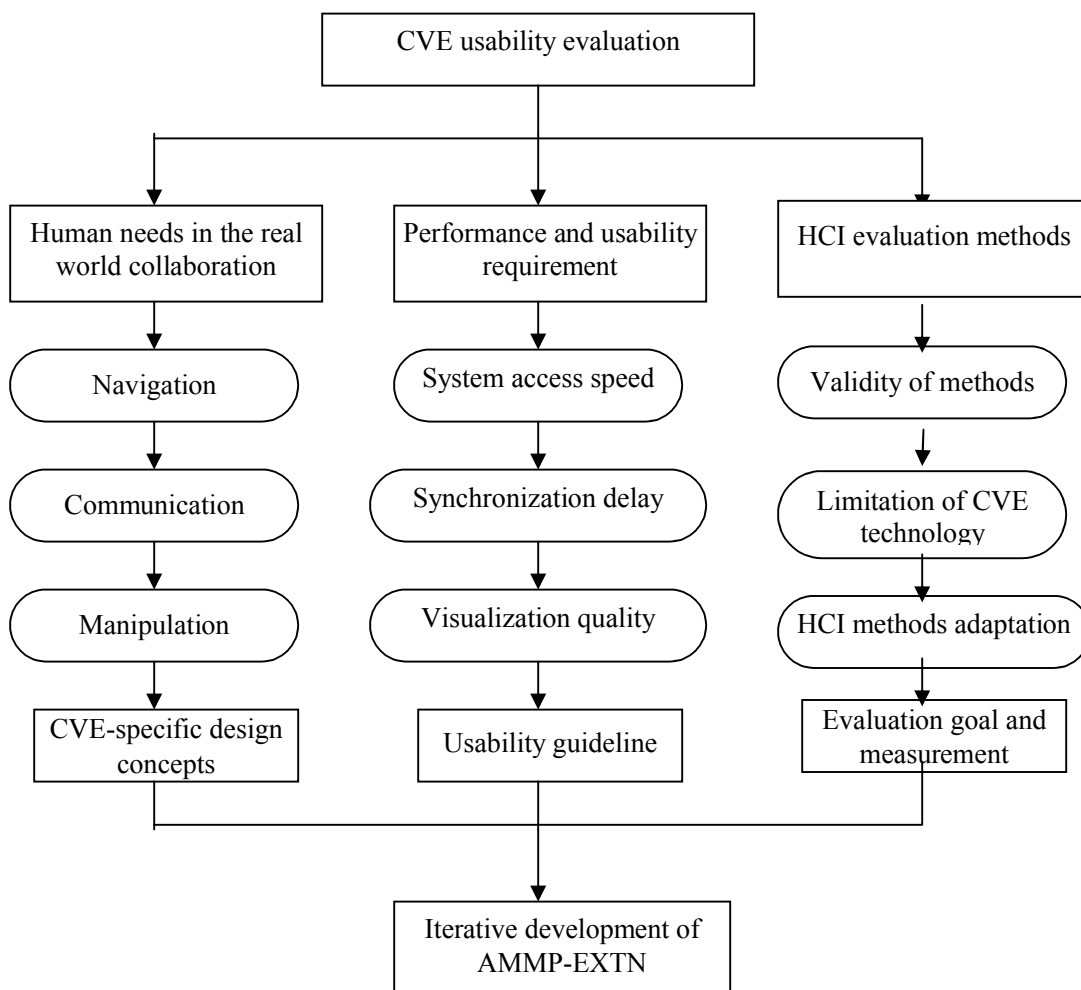 CVE usability evaluation
Human needs in the real
world collaboration
Performance and usability
requirement
HCI evaluation methods
Navigation
System access speed
Validity of methods
Communication
Synchronization delay
Limitation of CVE
technology
Manipulation
Visualization quality
HCI methods adaptation
CVE-specific design
concepts
Usability guideline
Evaluation goal and
measurement
Iterative development of
AMMP-EXTN